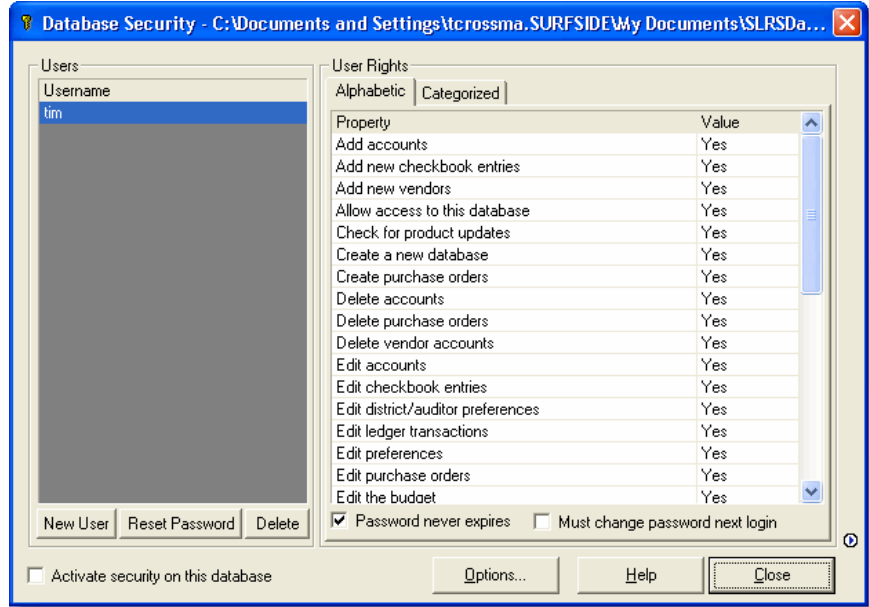 Database Security - C:\Documents and Settings\tcrossma.SURFSIDE\My Documents\SLRSDa...
Users
Username
tim
New User Reset Password Delete
User Rights
Alphabetic Categorized
Property Value
Add accounts Yes
Add new checkbook entries Yes
Add new vendors Yes
Allow access to this database Yes
Check for product updates Yes
Create a new database Yes
Create purchase orders Yes
Delete accounts Yes
Delete purchase orders Yes
Delete vendor accounts Yes
Edit accounts Yes
Edit checkbook entries Yes
Edit district/auditor preferences Yes
Edit ledger transactions Yes
Edit preferences Yes
Edit purchase orders Yes
Edit the budget Yes
Password never expires Must change password next login
Activate security on this database Options... Help Close